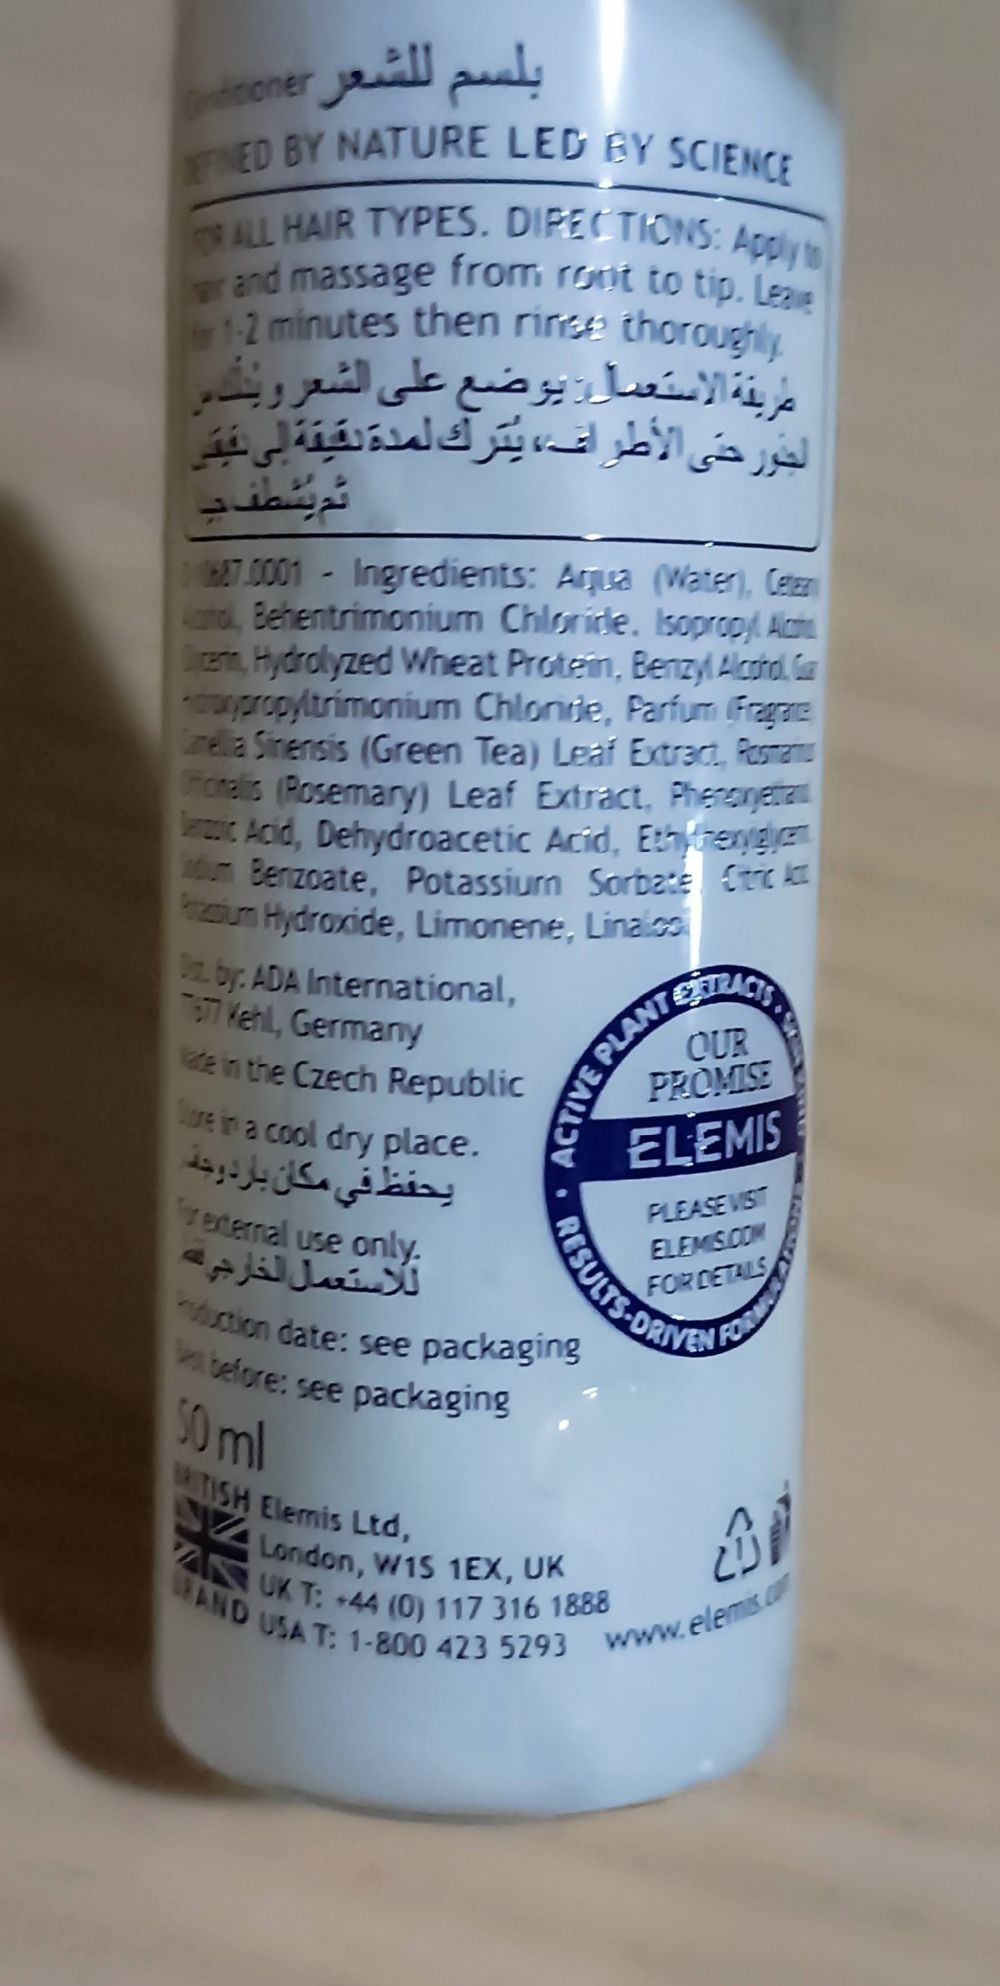 Conditioner بلسم للشعر
DEFINED BY NATURE LED BY SCIENCE
FOR ALL HAIR TYPES. DIRECTIONS: Apply to
hair and massage from root to tip. Leave
for 1-2 minutes then rinse thoroughly.
طريقة الاستعمال: يوضع على الشعر و
حتى الأطراف، يُترك لمدة دقيقة إلى
ثم يُشطف
.0001 - Ingredients: Aqua (Water),
Behentrimonium Chloride, Isopropyl Alcohol,
Glycerin, Hydrolyzed Wheat Protein, Benzyl Alcohol, Guar
Hydroxypropyltrimonium Chloride, Parfum (Fragrance
Camellia Sinensis (Green Tea) Leaf Extract, Rosmarinus
Officinalis (Rosemary) Leaf Extract, Phenoxyethanol,
Benzoic Acid, Dehydroacetic Acid, Ethylhexylglycerin,
Sodium Benzoate, Potassium Sorbate, Citric Acid,
Potassium Hydroxide, Limonene, Linalool
Dist. by: ADA International,
Kehl, Germany
Made in the Czech Republic
Store in a cool dry place.
يحفظ في مكان بارد وجاف
For external use only.
للاستعمال الخارجي فقط
Production date: see packaging
Best before: see packaging
50 ml
BRITISH
BRAND
Elemis Ltd,
London, W1S 1EX, UK
UK T: +44 (0) 117 316 1888
USA T: 1-800 423 5293
www.elemis.com
ACTIVE PLANT EXTRACTS •
• RESULTS-DRIVEN
OUR
PROMISE
ELEMIS
PLEASE VISIT
ELEMIS.COM
FOR DETAILS
1